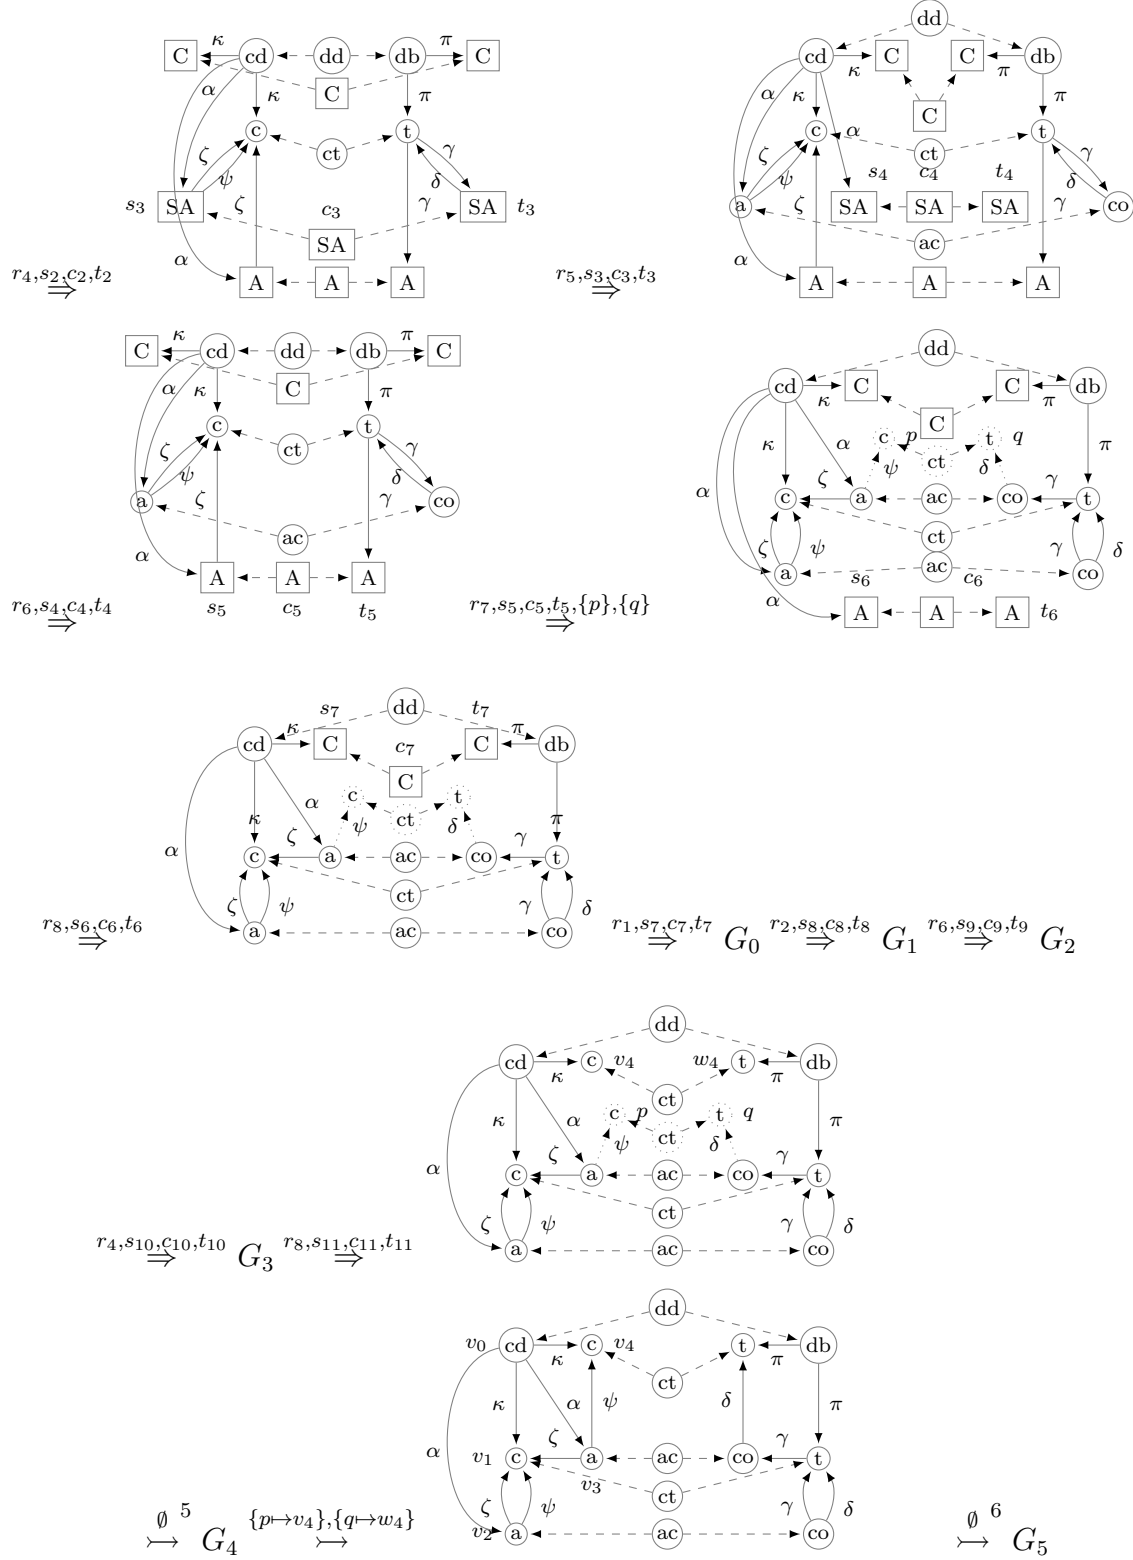 C κ cd dd db π C dd
α C κ π cd κ C C π db
c ct t α κ C α π
ζ ψ γ δ c ct t
s₃ SA ζ c₃ γ SA t₃ ζ ψ s₄ c₄ t₄ γ δ
SA a ζ SA SA SA γ co
α A A A α ac
r₄,s₂,c₂,t₂ ⇛ r₅,s₃,c₃,t₃ ⇛ A A A
C κ cd dd db π C dd
α κ C π cd κ C C π db
c ct t κ α C π
ζ ψ γ δ c p ct t q
a ζ γ co α ζ ψ δ γ
ac c a ac co t
α A A A ζ ψ ct γ δ
s₅ c₅ t₅ a s₆ ac c₆ co
r₆,s₄,c₄,t₄ ⇛ r₇,s₅,c₅,t₅,{p},{q} ⇛ α A A A t₆
s₇ dd t₇
cd κ C c₇ C π db
C
κ α c ct t π
α ζ ψ δ γ
c a ac co t
ζ ψ ct γ δ
r₈,s₆,c₆,t₆ ⇛ a ac co r₁,s₇,c₇,t₇ ⇛ G₀ r₂,s₈,c₈,t₈ ⇛ G₁ r₆,s₉,c₉,t₉ ⇛ G₂
dd
cd κ c v₄ w₄ t π db
ct
κ α c p ct t q π
α ζ ψ δ γ
c a ac co t
ζ ψ ct γ δ
r₄,s₁₀,c₁₀,t₁₀ ⇛ G₃ r₈,s₁₁,c₁₁,t₁₁ ⇛ a ac co
dd
v₀ cd κ c v₄ t π db
ct
κ α ψ δ π
α ζ γ
v₁ c a ac co t
v₃ ct
ζ ψ γ δ
∅ ⤚ ⁵ G₄ {p↦v₄},{q↦w₄} ⤚ v₂ a ac co ∅ ⤚ ⁶ G₅